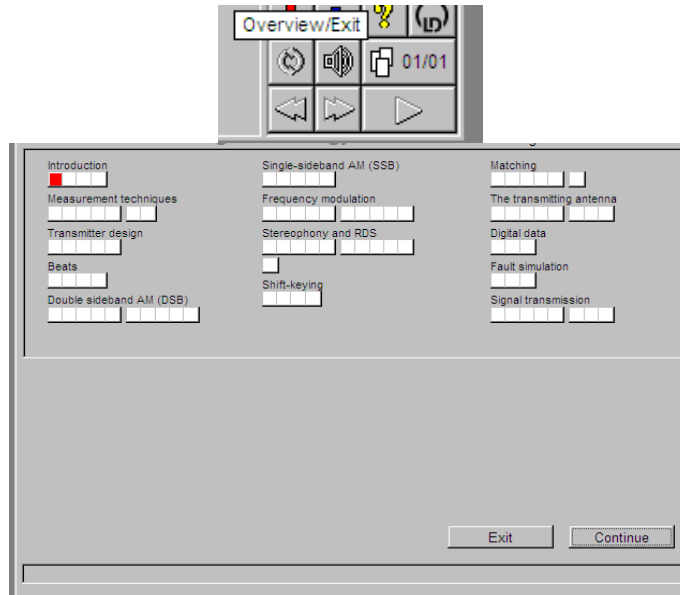 Overview/Exit
01/01
Introduction
Single-sideband AM (SSB)
Matching
Measurement techniques
Frequency modulation
The transmitting antenna
Transmitter design
Stereophony and RDS
Digital data
Beats
Fault simulation
Shift-keying
Double sideband AM (DSB)
Signal transmission
Exit
Continue